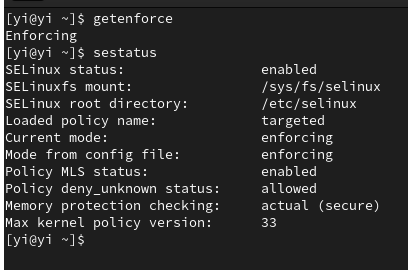 [yi@yi ~]$ getenforce
Enforcing
[yi@yi ~]$ sestatus
SELinux status:                 enabled
SELinuxfs mount:                /sys/fs/selinux
SELinux root directory:         /etc/selinux
Loaded policy name:             targeted
Current mode:                   enforcing
Mode from config file:          enforcing
Policy MLS status:              enabled
Policy deny_unknown status:     allowed
Memory protection checking:     actual (secure)
Max kernel policy version:      33
[yi@yi ~]$